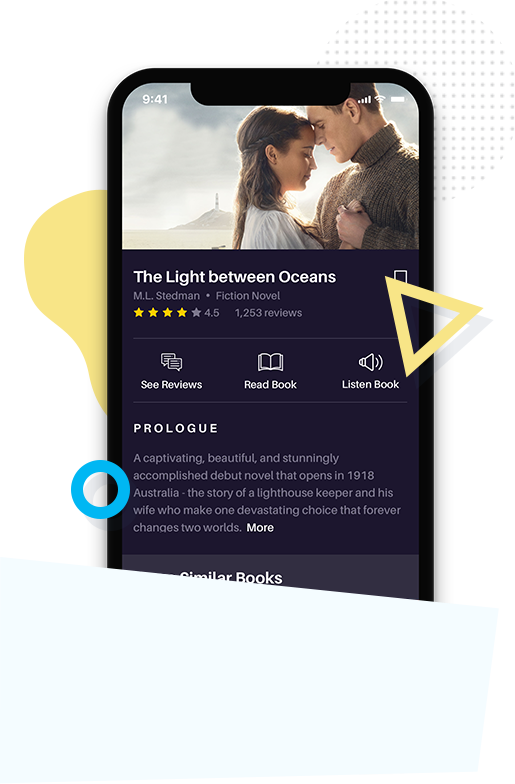 9:41
The Light between Oceans
M.L. Stedman • Fiction Novel
4.5 1,253 reviews
See Reviews Read Book Listen Book
PROLOGUE
A captivating, beautiful, and stunningly
accomplished debut novel that opens in 1918
Australia - the story of a lighthouse keeper and his
wife who make one devastating choice that forever
changes two worlds. More
Similar Books